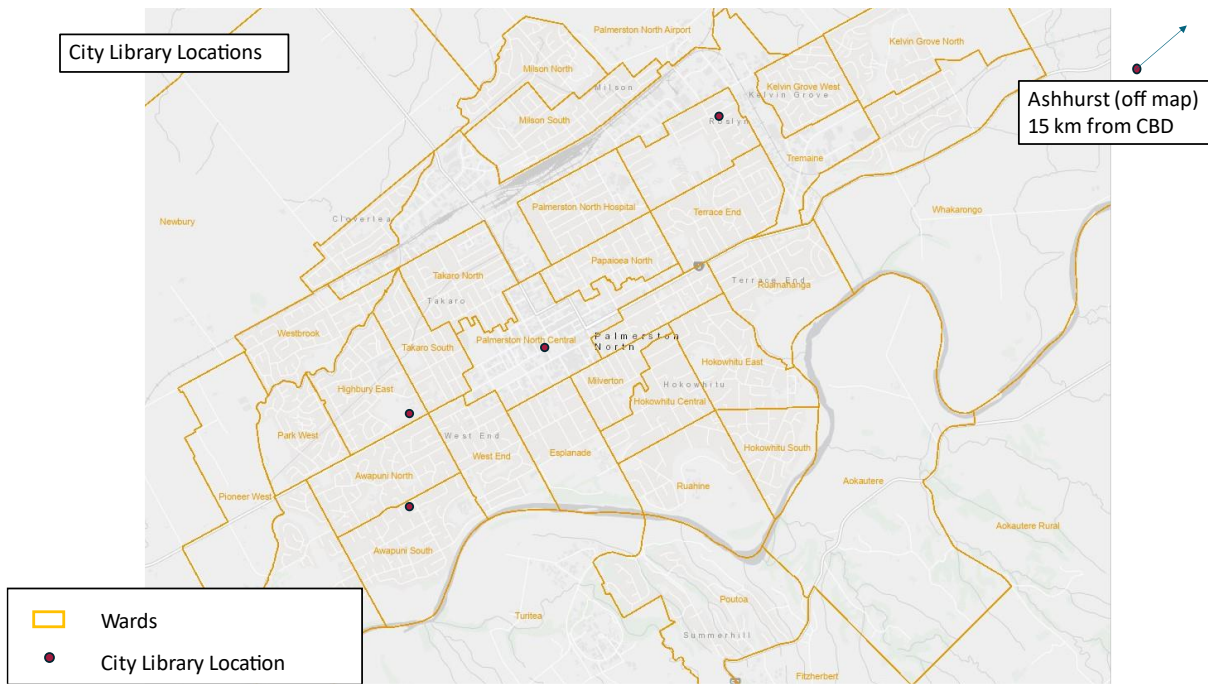 City Library Locations
Palmerston North Airport
Kelvin Grove North
Milson North
Milson
Kelvin Grove West
Kelvin Grove
Ashhurst (off map)
15 km from CBD
Milson South
Roslyn
Tremaine
Newbury
Cloverlea
Palmerston North Hospital
Terrace End
Whakarongo
Papaioea North
Takaro North
Takaro
3
Terrace End
Ruamahanga
Westbrook
Takaro South
Palmerston North Central
Palmerston
North
Highbury East
Milverton
Hokowhitu
Hokowhitu East
Hokowhitu Central
Park West
West End
West End
Esplanade
Hokowhitu South
Awapuni North
Pioneer West
Ruahine
Aokautere
Aokautere Rural
Awapuni South
Poutoa
Turitea
Summerhill
Fitzherbert
Wards
City Library Location